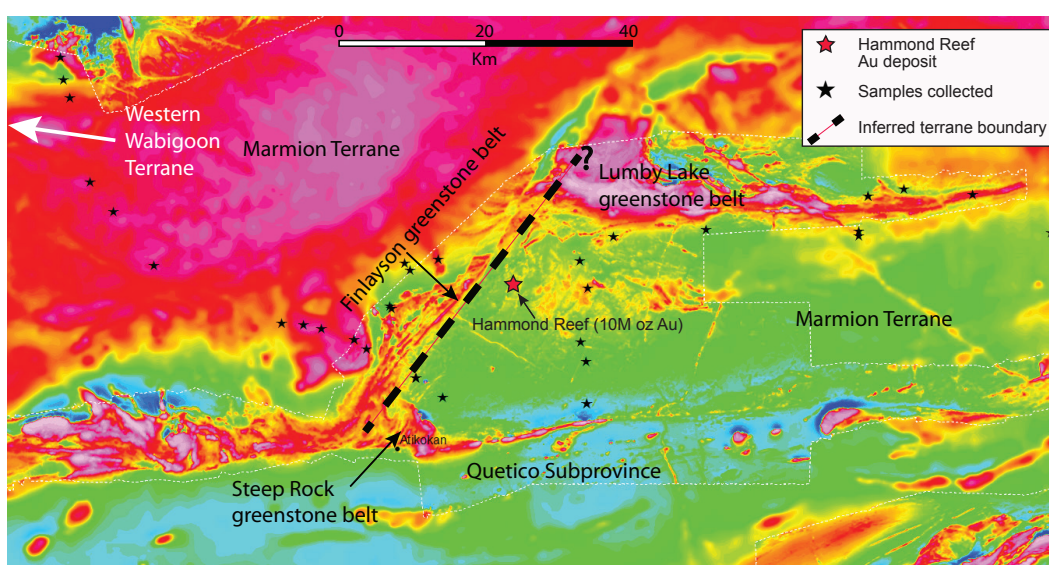 0 20 40
Km
Hammond Reef
Au deposit
Samples collected
Inferred terrane boundary
Western
Wabigoon
Terrane
Marmion Terrane
Finlayson greenstone belt
?
Lumby Lake
greenstone belt
Hammond Reef (10M oz Au)
Marmion Terrane
Atikokan
Quetico Subprovince
Steep Rock
greenstone belt